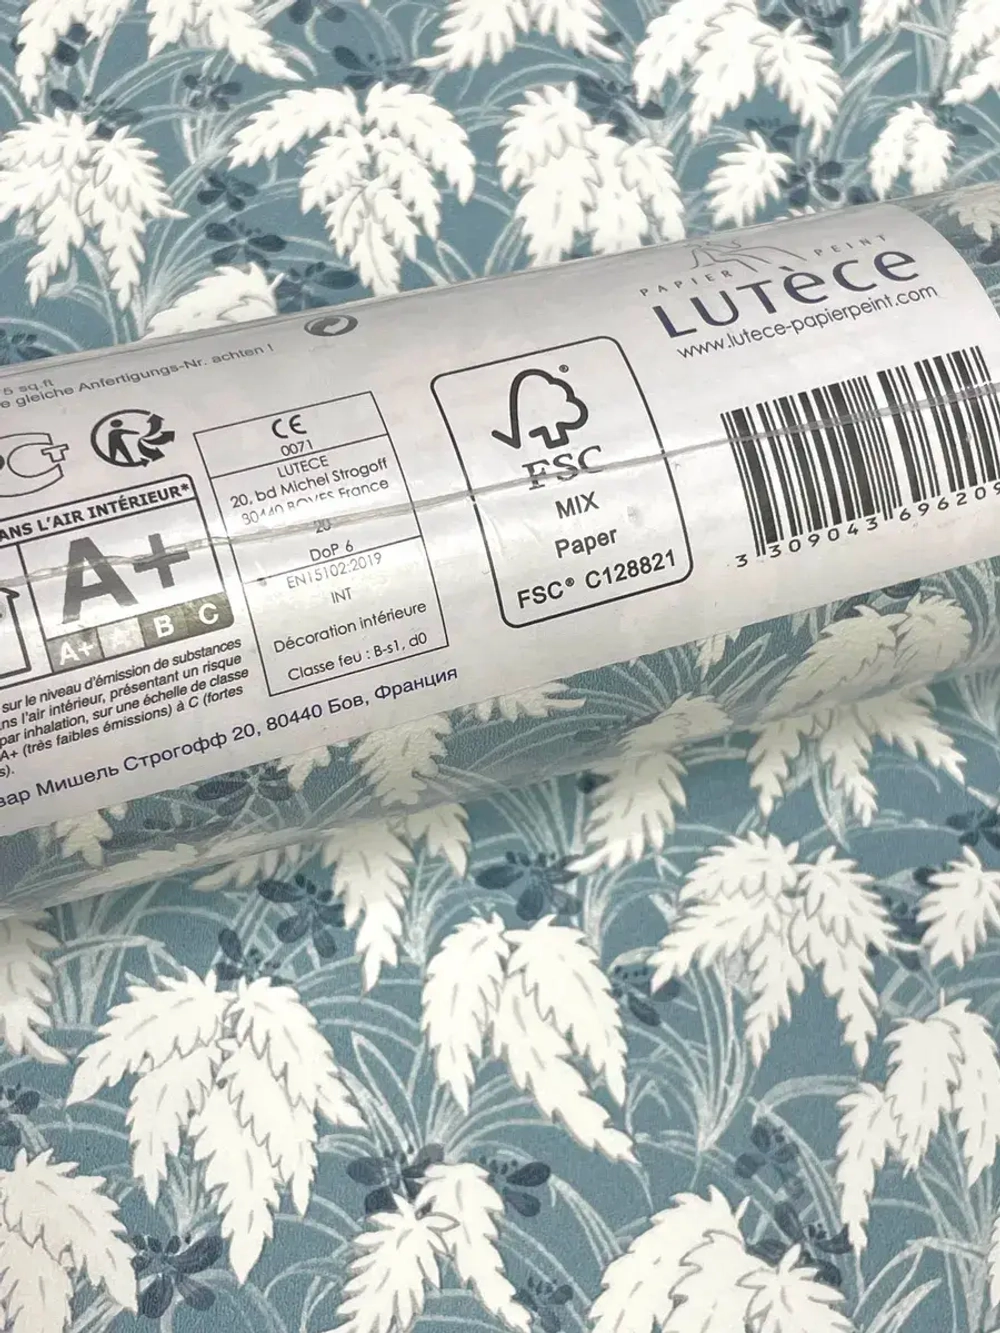 5 sq.ft
e gleiche Anfertigungs-Nr. achten !
PAPIER PEINT
LUTèCE
www.lutece-papierpeint.com
ANS L'AIR INTÉRIEUR*
A+
A+ A B C
sur le niveau d'émission de substances
ns l'air intérieur, présentant un risque
par inhalation, sur une échelle de classe
A+ (très faibles émissions) à C (fortes
s).
CE
0071
LUTECE
20, bd Michel Strogoff
80440 BOVES France
20
DoP 6
EN15102:2019
INT
Décoration intérieure
Classe feu : B-s1, d0
FSC
MIX
Paper
FSC® C128821
3 309043 696209
вар Мишель Строгофф 20, 80440 Бов, Франция